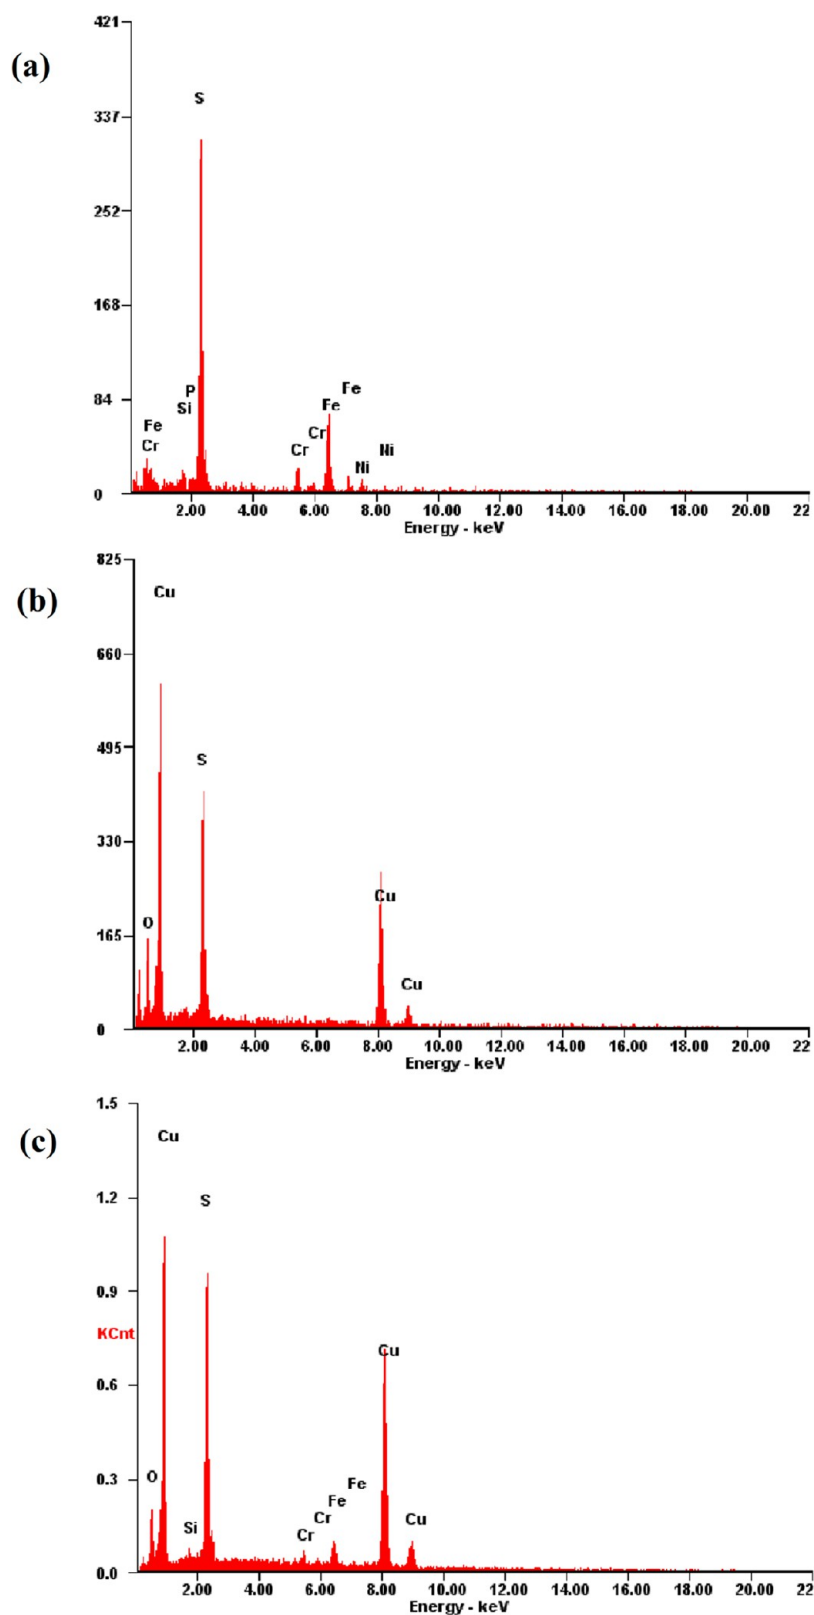 421
(a)
S
337
252
168
P
84
Fe
Si
Fe
Fe
Cr
Cr
Cr
Ni
Ni
0
2.00 4.00 6.00 8.00 10.00 12.00 14.00 16.00 18.00 20.00 22
Energy - keV
825
(b)
Cu
660
495
S
330
O
Cu
165
Cu
0
2.00 4.00 6.00 8.00 10.00 12.00 14.00 16.00 18.00 20.00 22
Energy - keV
1.5
(c)
Cu
1.2
S
0.9
KCnt
Cu
0.6
O
0.3
Fe
Fe
Si
Cr
Cr
Cu
0.0
2.00 4.00 6.00 8.00 10.00 12.00 14.00 16.00 18.00 20.00 22
Energy - keV